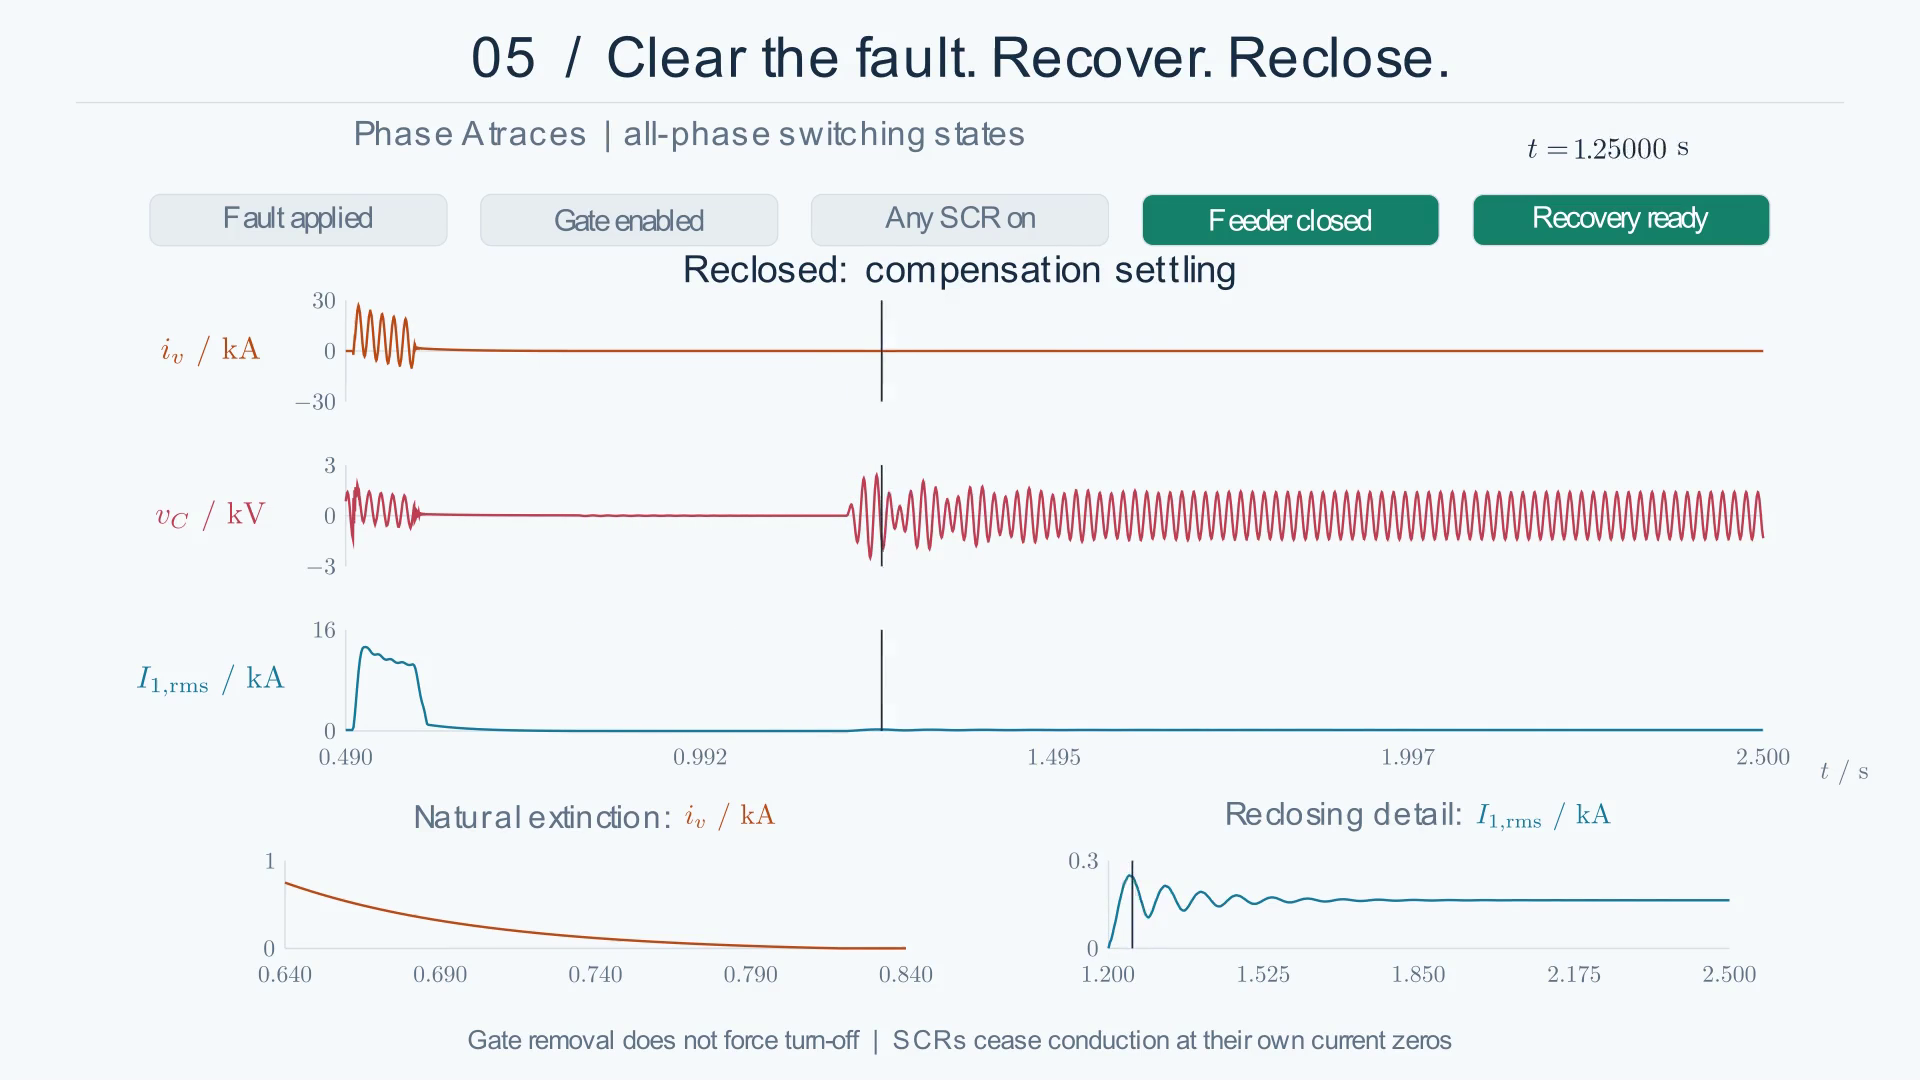 05 / Clear the fault. Recover. Reclose.
Phase A traces | all-phase switching states
t = 1.25000 s
Fault applied
Gate enabled
Any SCR on
Feeder closed
Recovery ready
Reclosed: compensation settling
30
i_v / kA
0
−30
3
v_C / kV
0
−3
16
I_{1,rms} / kA
0
0.490 0.992 1.495 1.997 2.500
t / s
Natural extinction: i_v / kA
1
0
0.640 0.690 0.740 0.790 0.840
Reclosing detail: I_{1,rms} / kA
0.3
0
1.200 1.525 1.850 2.175 2.500
Gate removal does not force turn-off | SCRs cease conduction at their own current zeros